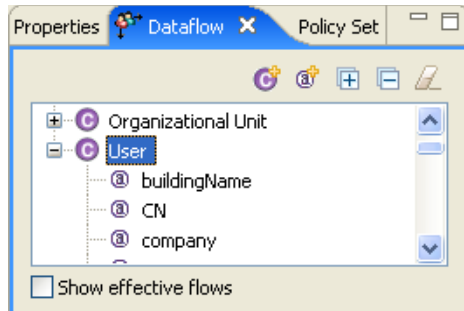 Properties Dataflow Policy Set
Organizational Unit
User
buildingName
CN
company
Show effective flows